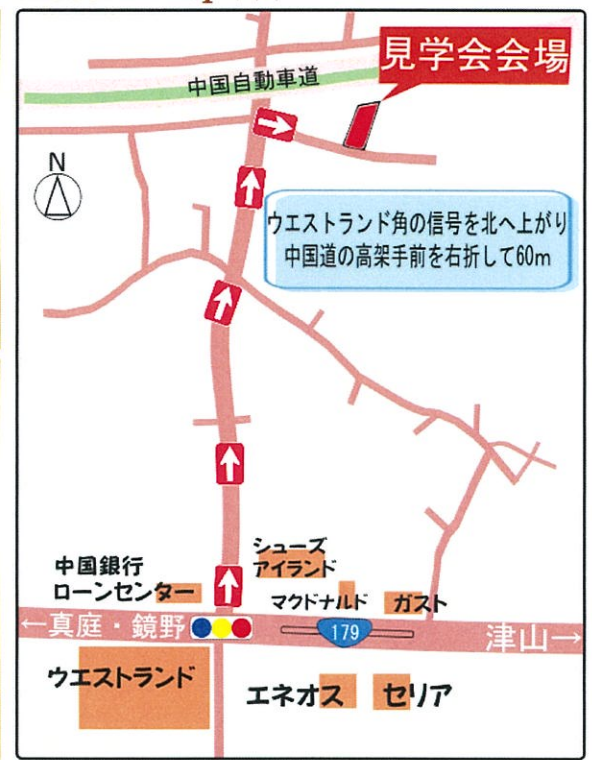 見学会会場
中国自動車道
N
ウエストランド角の信号を北へ上がり
中国道の高架手前を右折して60m
中国銀行
ローンセンター
シューズ
アイランド
マクドナルド
ガスト
←真庭・鏡野
179
津山→
ウエストランド
エネオス
セリア